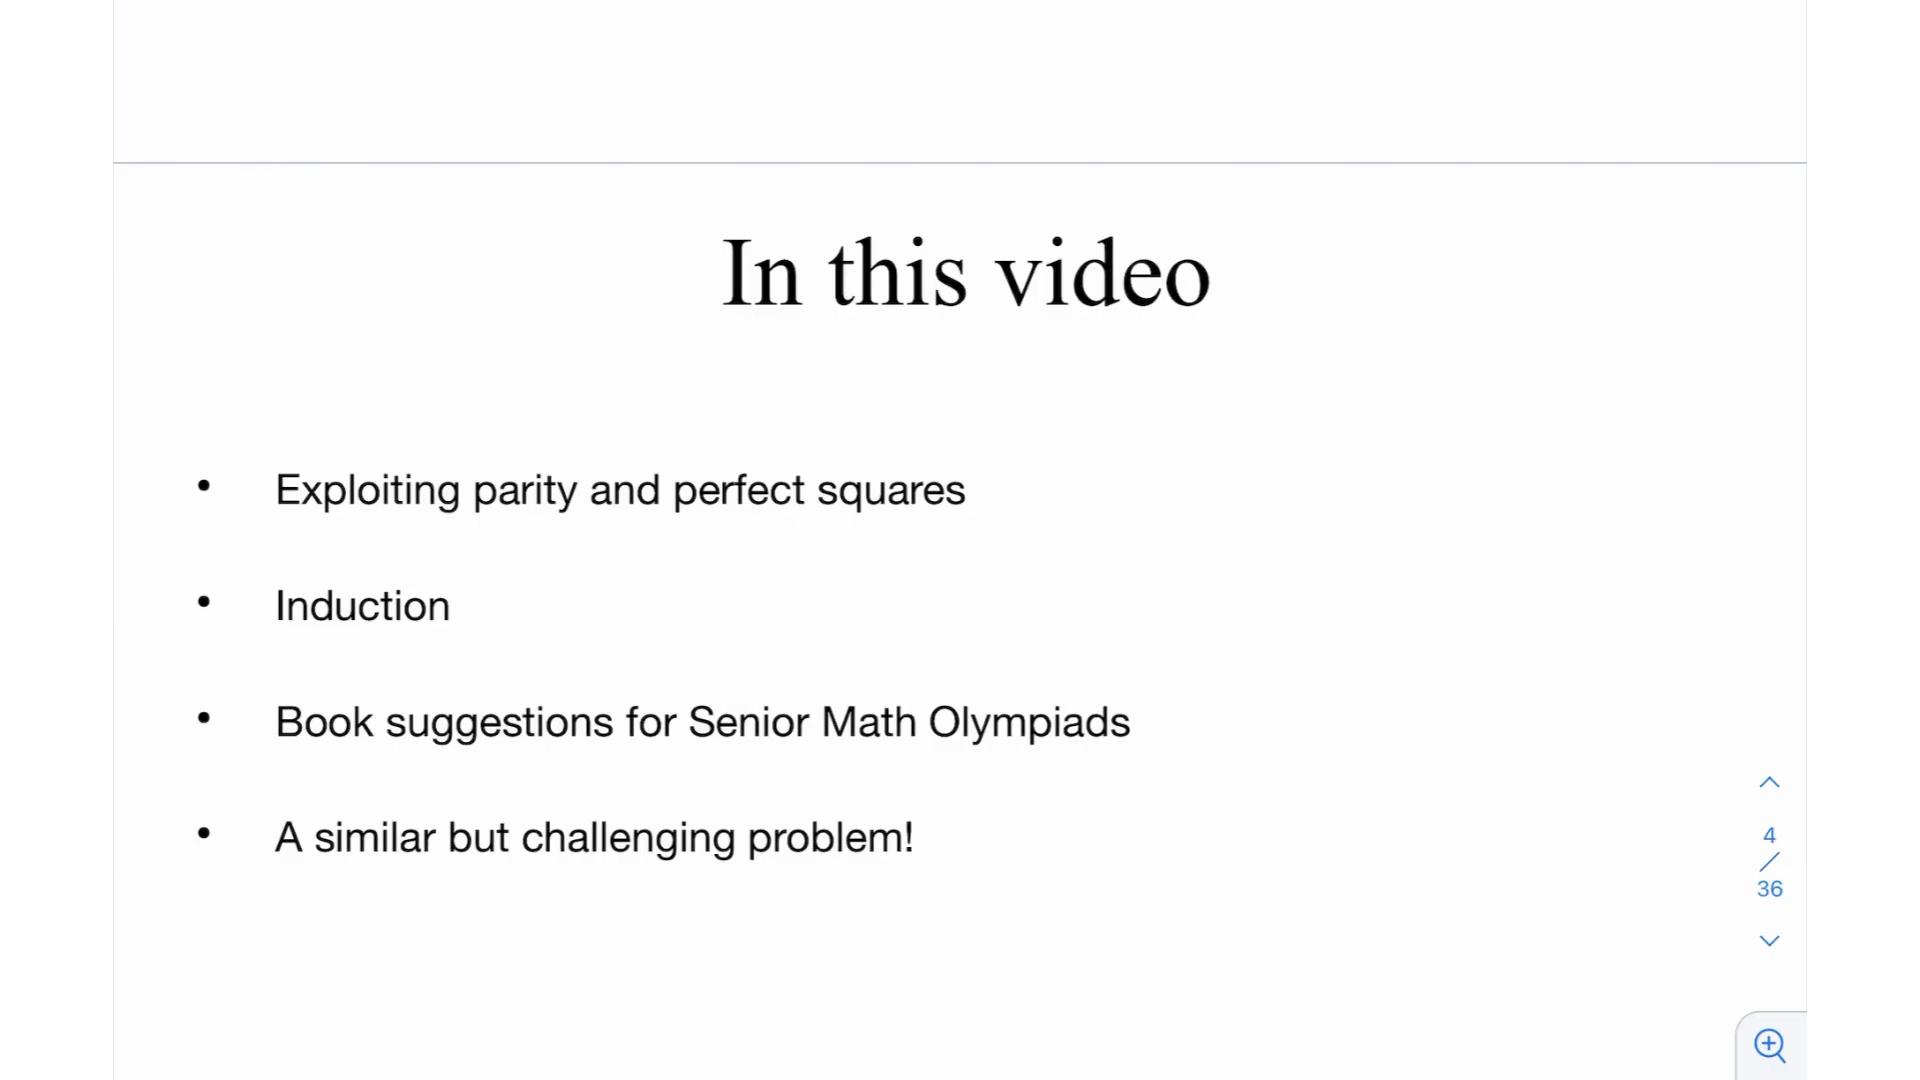 In this video
• Exploiting parity and perfect squares
• Induction
• Book suggestions for Senior Math Olympiads
• A similar but challenging problem!
4
/
36